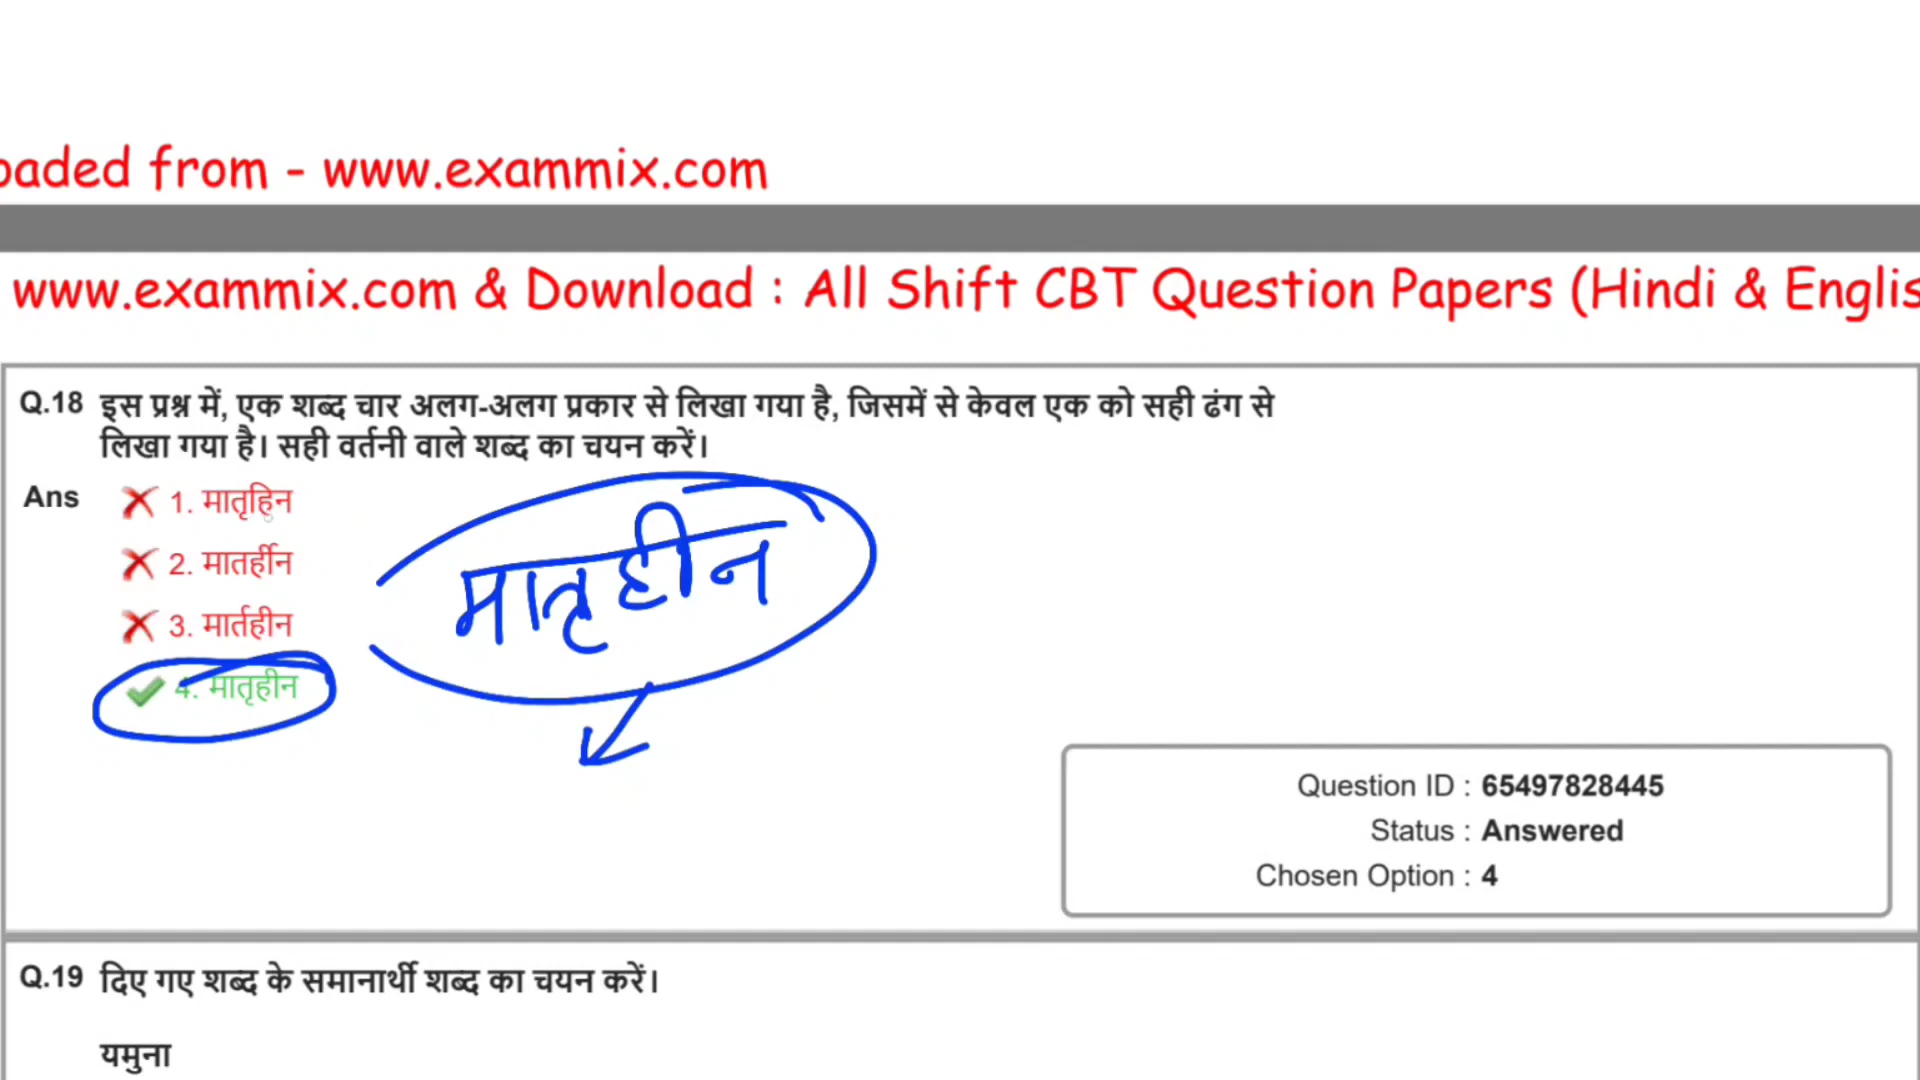 oaded from - www.exammix.com
www.exammix.com & Download : All Shift CBT Question Papers (Hindi & Englis
Q.18 इस प्रश्न में, एक शब्द चार अलग-अलग प्रकार से लिखा गया है, जिसमें से केवल एक को सही ढंग से
लिखा गया है। सही वर्तनी वाले शब्द का चयन करें।
Ans 1. मातृहिन
2. मातर्हीन
3. मार्तहीन
4. मातृहीन
मातृहीन
Question ID : 65497828445
Status : Answered
Chosen Option : 4
Q.19 दिए गए शब्द के समानार्थी शब्द का चयन करें।
यमुना